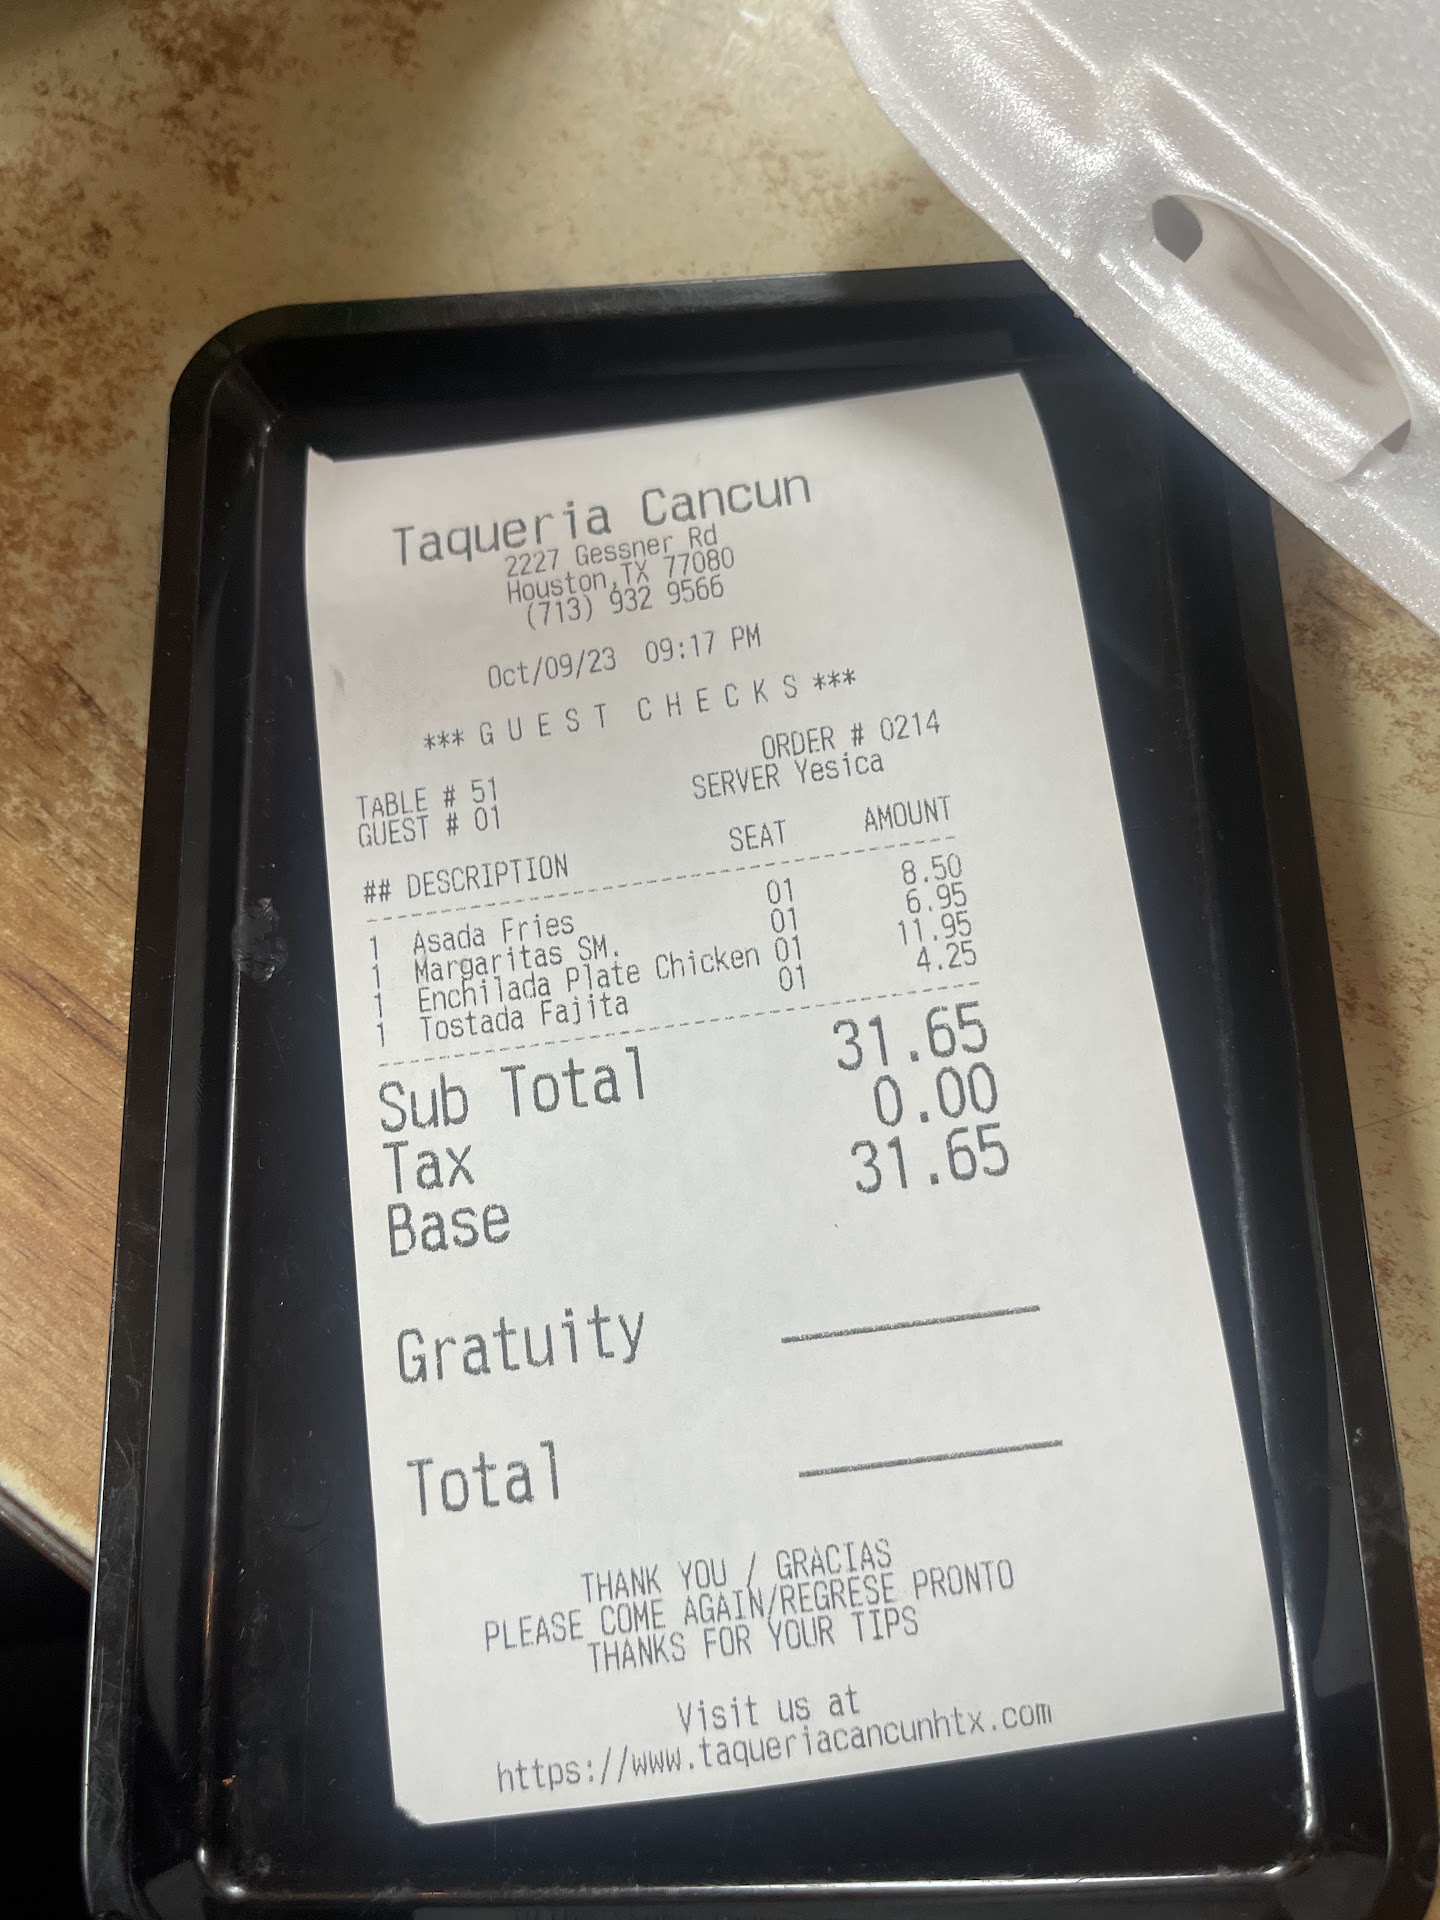 Taqueria Cancun
2227 Gessner Rd
Houston,TX 77080
(713) 932 9566
Oct/09/23 09:17 PM
*** G U E S T C H E C K S ***
ORDER # 0214
TABLE # 51 SERVER Yesica
GUEST # 01
## DESCRIPTION SEAT AMOUNT
1 Asada Fries 01 8.50
1 Margaritas SM. 01 6.95
1 Enchilada Plate Chicken 01 11.95
1 Tostada Fajita 01 4.25
Sub Total 31.65
Tax 0.00
Base 31.65
Gratuity
Total
THANK YOU / GRACIAS
PLEASE COME AGAIN/REGRESE PRONTO
THANKS FOR YOUR TIPS
Visit us at
https://www.taqueriacancunhtx.com